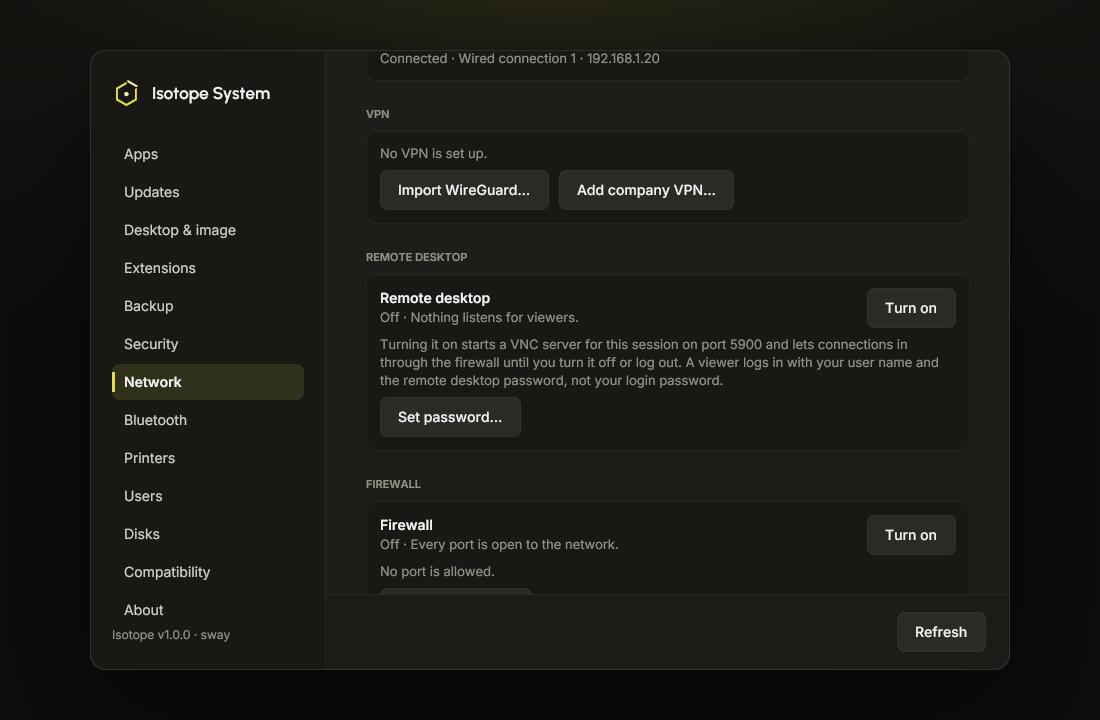 Isotope System
Apps
Updates
Desktop & image
Extensions
Backup
Security
Network
Bluetooth
Printers
Users
Disks
Compatibility
About
Isotope v1.0.0 · sway
Connected · Wired connection 1 · 192.168.1.20
VPN
No VPN is set up.
Import WireGuard...
Add company VPN...
REMOTE DESKTOP
Remote desktop
Off · Nothing listens for viewers.
Turn on
Turning it on starts a VNC server for this session on port 5900 and lets connections in
through the firewall until you turn it off or log out. A viewer logs in with your user name and
the remote desktop password, not your login password.
Set password...
FIREWALL
Firewall
Off · Every port is open to the network.
Turn on
No port is allowed.
Refresh